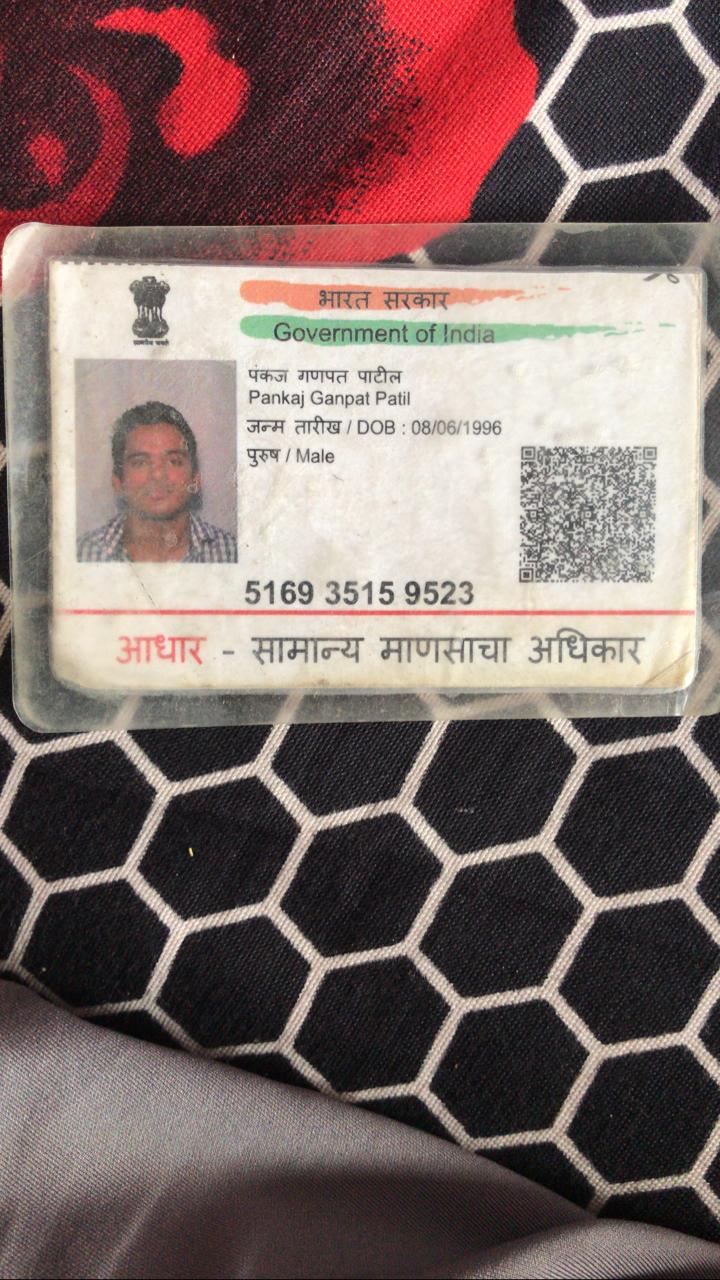 भारत सरकार
Government of India
पंकज गणपत पाटील
Pankaj Ganpat Patil
जन्म तारीख / DOB : 08/06/1996
पुरुष / Male
5169 3515 9523
आधार - सामान्य माणसाचा अधिकार